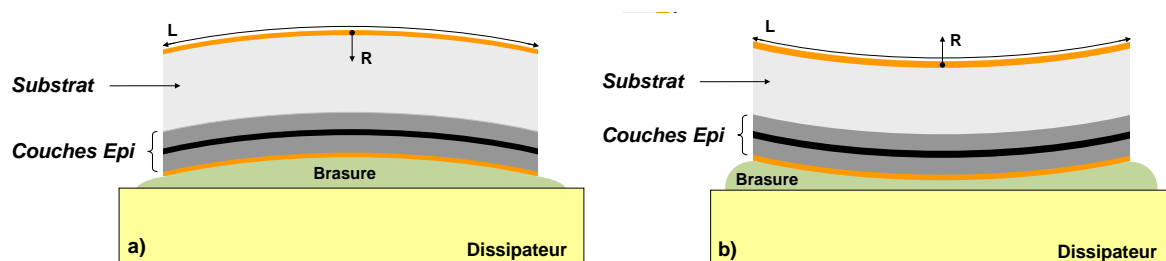 L
R
Substrat
Couches Epi
Brasure
a)
Dissipateur
L
R
Substrat
Couches Epi
Brasure
b)
Dissipateur